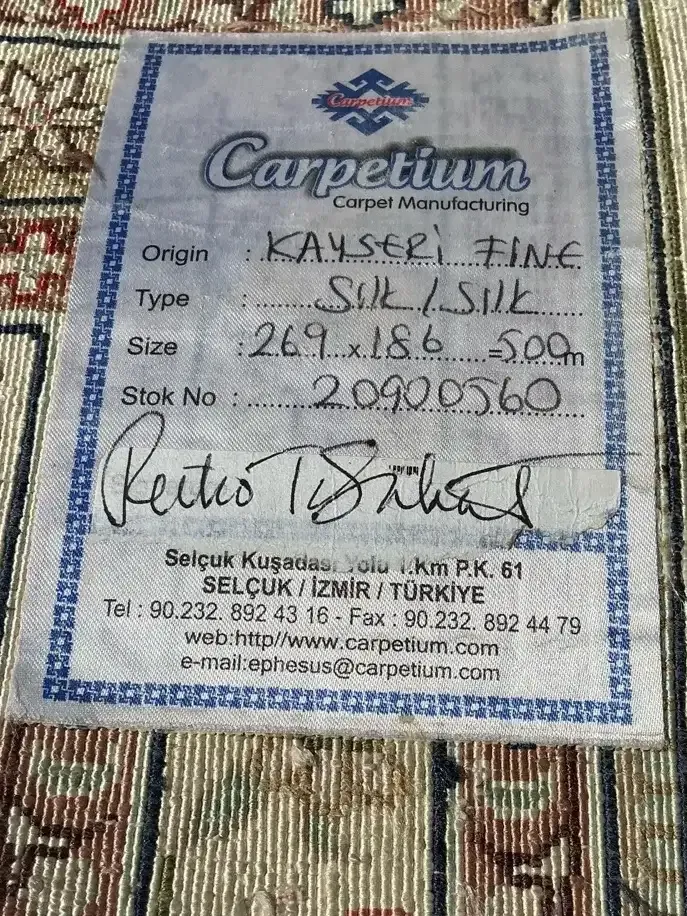 Carpetium
Carpetium
Carpet Manufacturing
Origin : KAYSERİ FINE
Type : SILK / SILK
Size : 269 x 186 = 500m
Stok No : 20900560
Selçuk Kuşadası Yolu 1.Km P.K. 61
SELÇUK / İZMİR / TÜRKİYE
Tel : 90.232. 892 43 16 - Fax : 90.232. 892 44 79
web:http//www.carpetium.com
e-mail:ephesus@carpetium.com